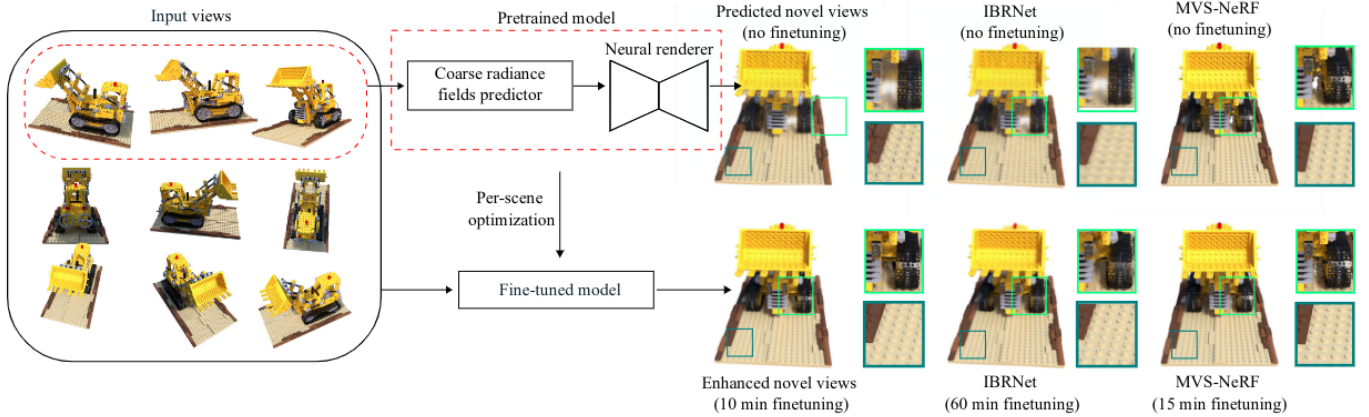 Input views
Pretrained model
Coarse radiance
fields predictor
Neural renderer
Predicted novel views
(no finetuning)
IBRNet
(no finetuning)
MVS-NeRF
(no finetuning)
Per-scene
optimization
Fine-tuned model
Enhanced novel views
(10 min finetuning)
IBRNet
(60 min finetuning)
MVS-NeRF
(15 min finetuning)